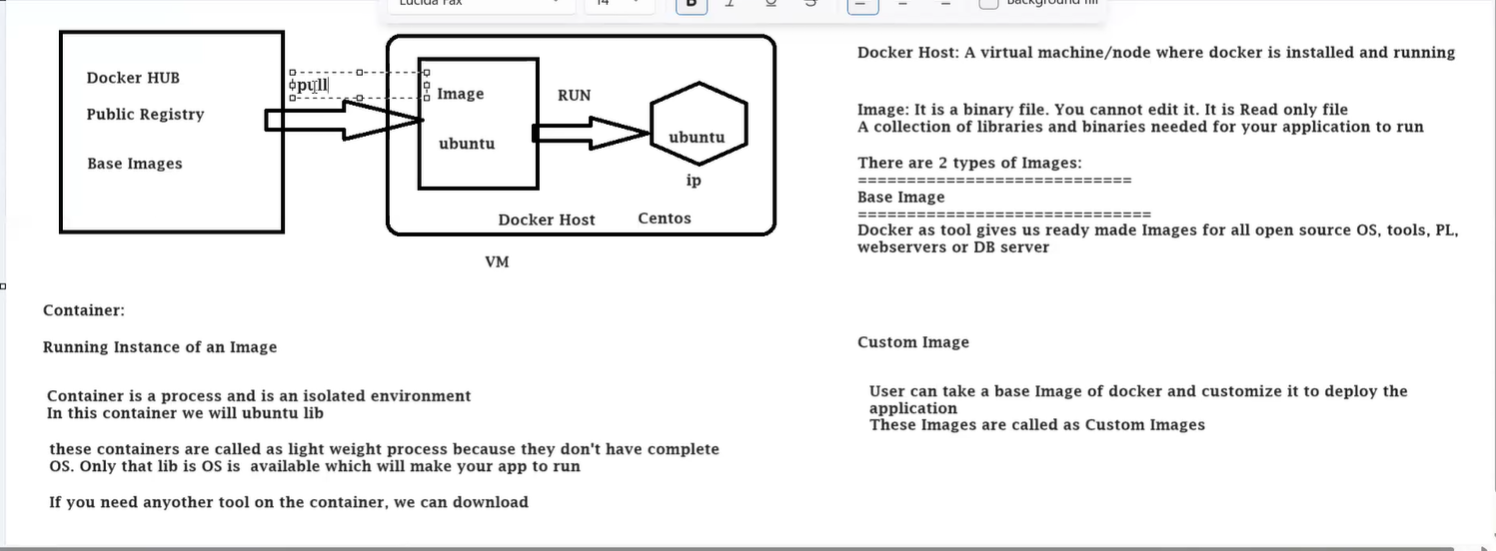 Lucida Fax
14
B I U S
Background fill
Docker HUB
Public Registry
Base Images
pull
Image
ubuntu
RUN
ubuntu
ip
Docker Host
Centos
VM
Container:
Running Instance of an Image
Container is a process and is an isolated environment
In this container we will ubuntu lib
these containers are called as light weight process because they don't have complete
OS. Only that lib is OS is available which will make your app to run
If you need anyother tool on the container, we can download
Docker Host: A virtual machine/node where docker is installed and running
Image: It is a binary file. You cannot edit it. It is Read only file
A collection of libraries and binaries needed for your application to run
There are 2 types of Images:
============================
Base Image
==============================
Docker as tool gives us ready made Images for all open source OS, tools, PL,
webservers or DB server
Custom Image
User can take a base Image of docker and customize it to deploy the
application
These Images are called as Custom Images